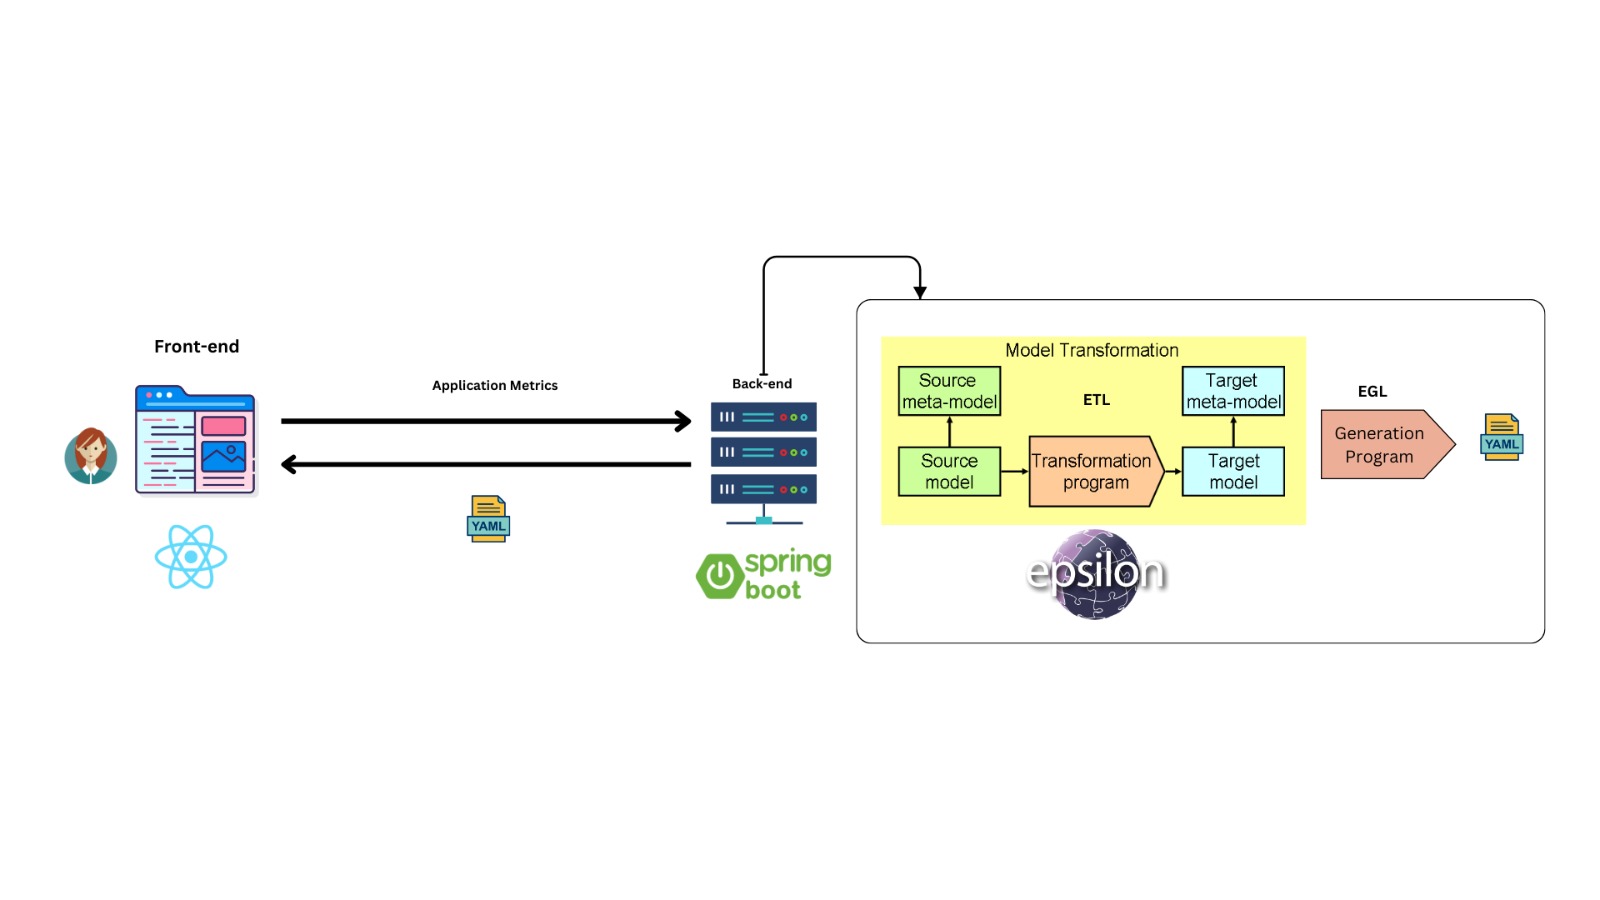 Front-end
Application Metrics
YAML
Back-end
spring
boot
Model Transformation
Source
meta-model
ETL
Target
meta-model
Source
model
Transformation
program
Target
model
epsilon
EGL
Generation
Program
YAML